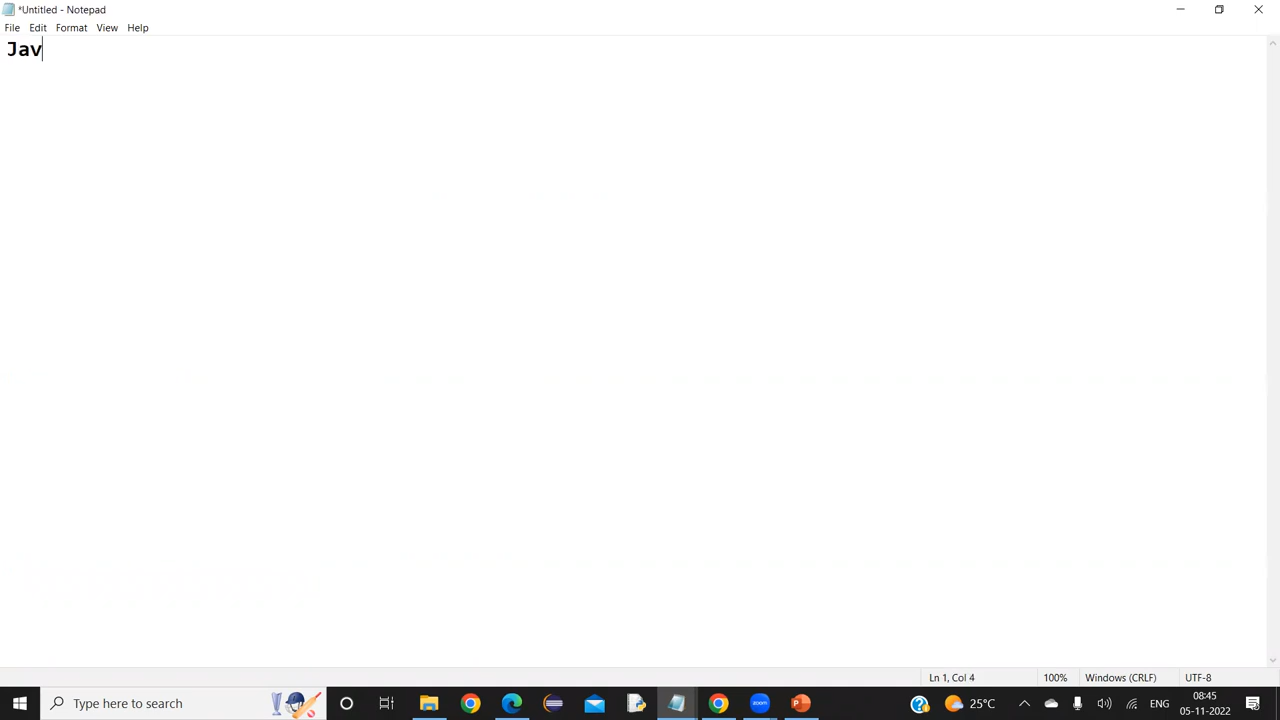 *Untitled - Notepad
File Edit Format View Help
Jav
Ln 1, Col 4 100% Windows (CRLF) UTF-8
Type here to search zoom 25°C ENG 08:45
05-11-2022